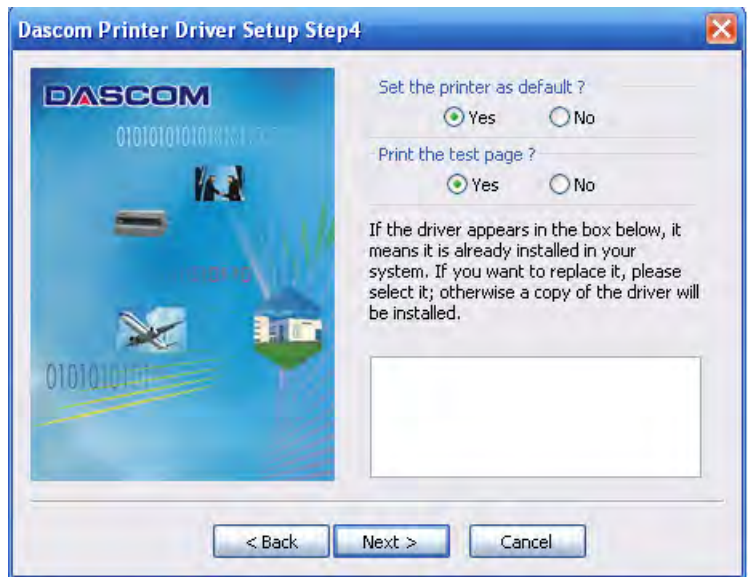 Dascom Printer Driver Setup Step4
DASCOM
Set the printer as default ?
Yes No
Print the test page ?
Yes No
If the driver appears in the box below, it
means it is already installed in your
system. If you want to replace it, please
select it; otherwise a copy of the driver will
be installed.
< Back Next > Cancel